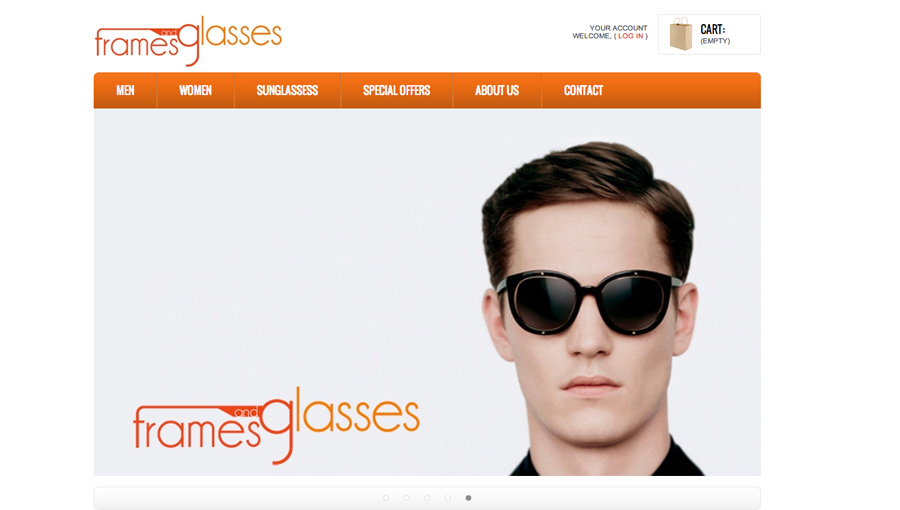 frames and glasses
YOUR ACCOUNT
WELCOME, ( LOG IN )
CART:
(EMPTY)
MEN WOMEN SUNGLASSESS SPECIAL OFFERS ABOUT US CONTACT
frames and glasses